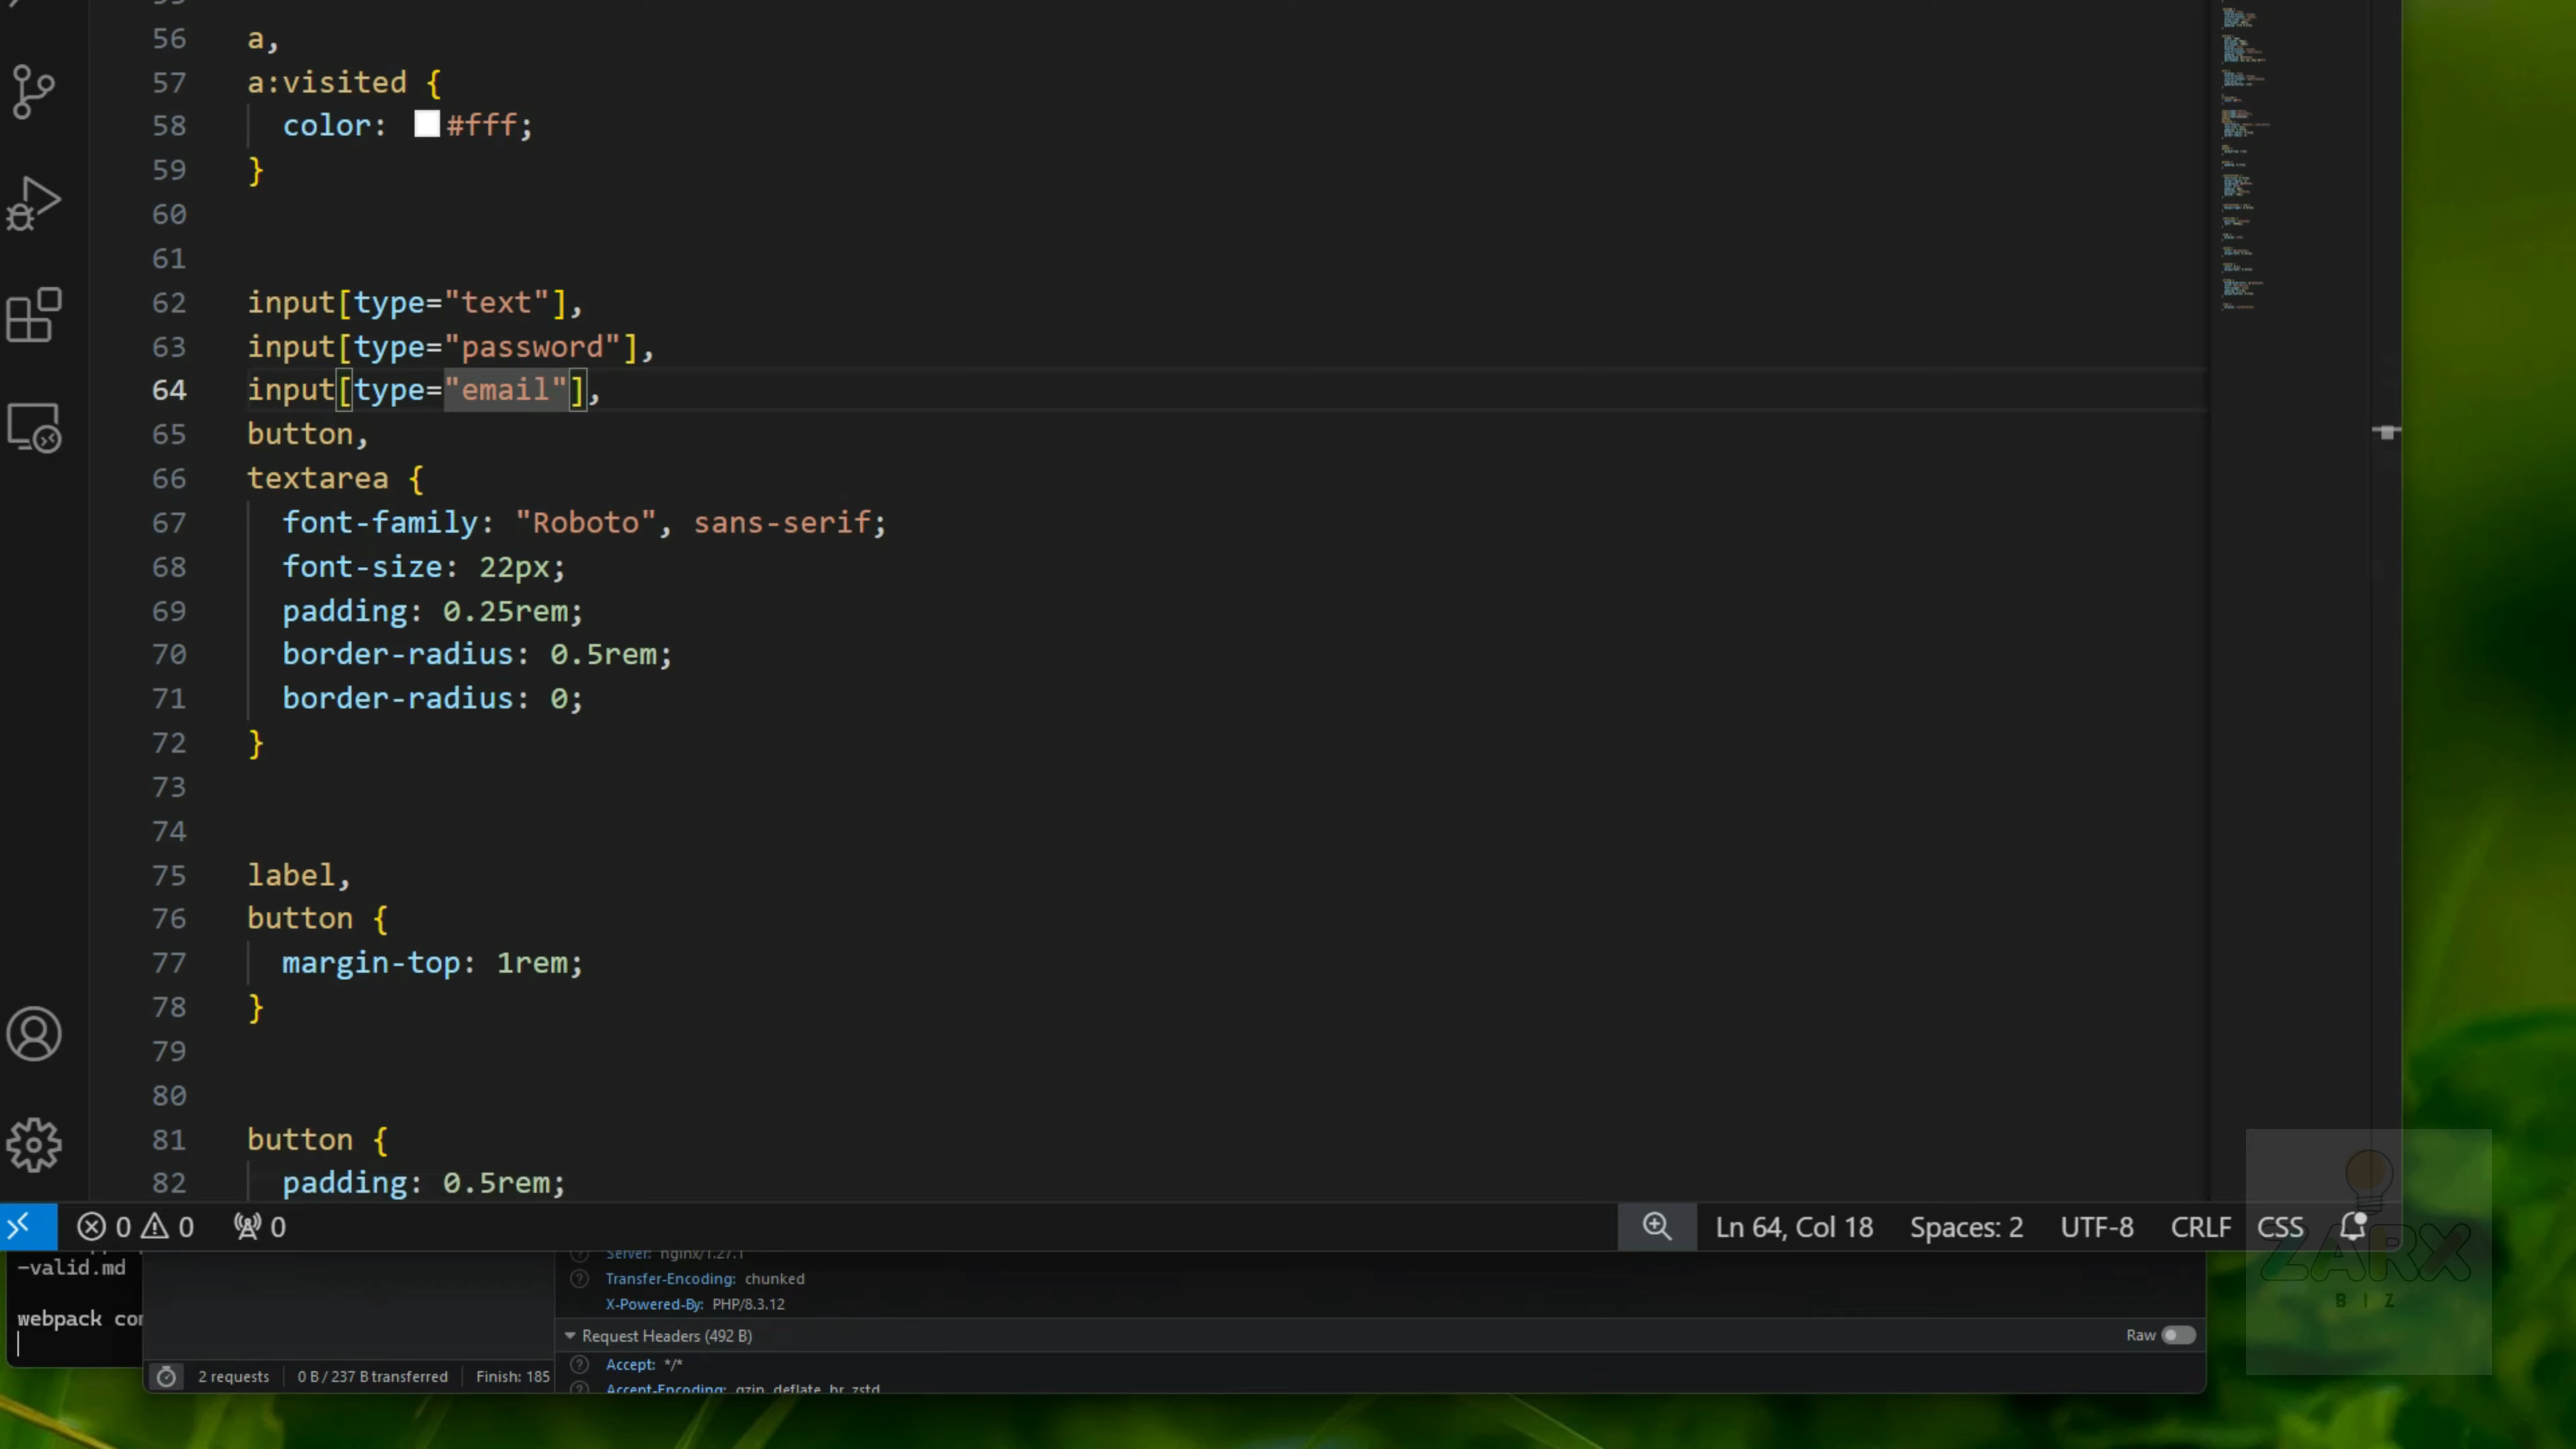 56 a,
57 a:visited {
58 color: #fff;
59 }
60
61
62 input[type="text"],
63 input[type="password"],
64 input[type="email"],
65 button,
66 textarea {
67 font-family: "Roboto", sans-serif;
68 font-size: 22px;
69 padding: 0.25rem;
70 border-radius: 0.5rem;
71 border-radius: 0;
72 }
73
74
75 label,
76 button {
77 margin-top: 1rem;
78 }
79
80
81 button {
82 padding: 0.5rem;
0 0 0 Ln 64, Col 18 Spaces: 2 UTF-8 CRLF CSS
-valid.md
webpack
Server: nginx/1.27.1
Transfer-Encoding: chunked
X-Powered-By: PHP/8.3.12
Request Headers (492 B) Raw
Accept: */*
Accept-Encoding: gzip, deflate, br, zstd
2 requests 0 B / 237 B transferred Finish: 185
ZARX
BIZ